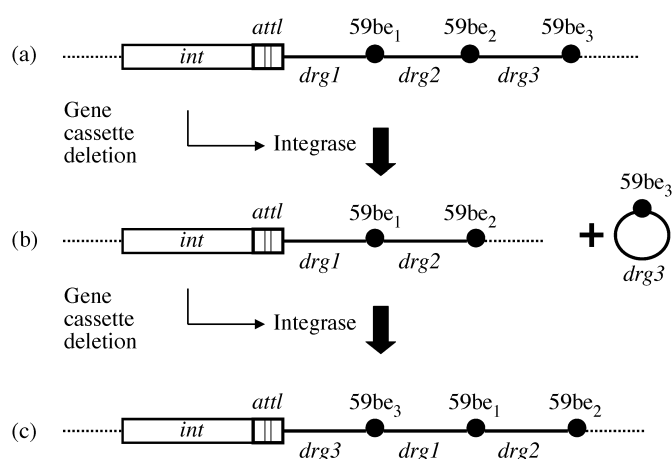 attI 59be1 59be2 59be3
(a) int
drg1 drg2 drg3
Gene
cassette
deletion
Integrase
59be3
attI 59be1 59be2
(b) int
+
drg1 drg2 drg3
Gene
cassette
deletion
Integrase
attI 59be3 59be1 59be2
(c) int
drg3 drg1 drg2